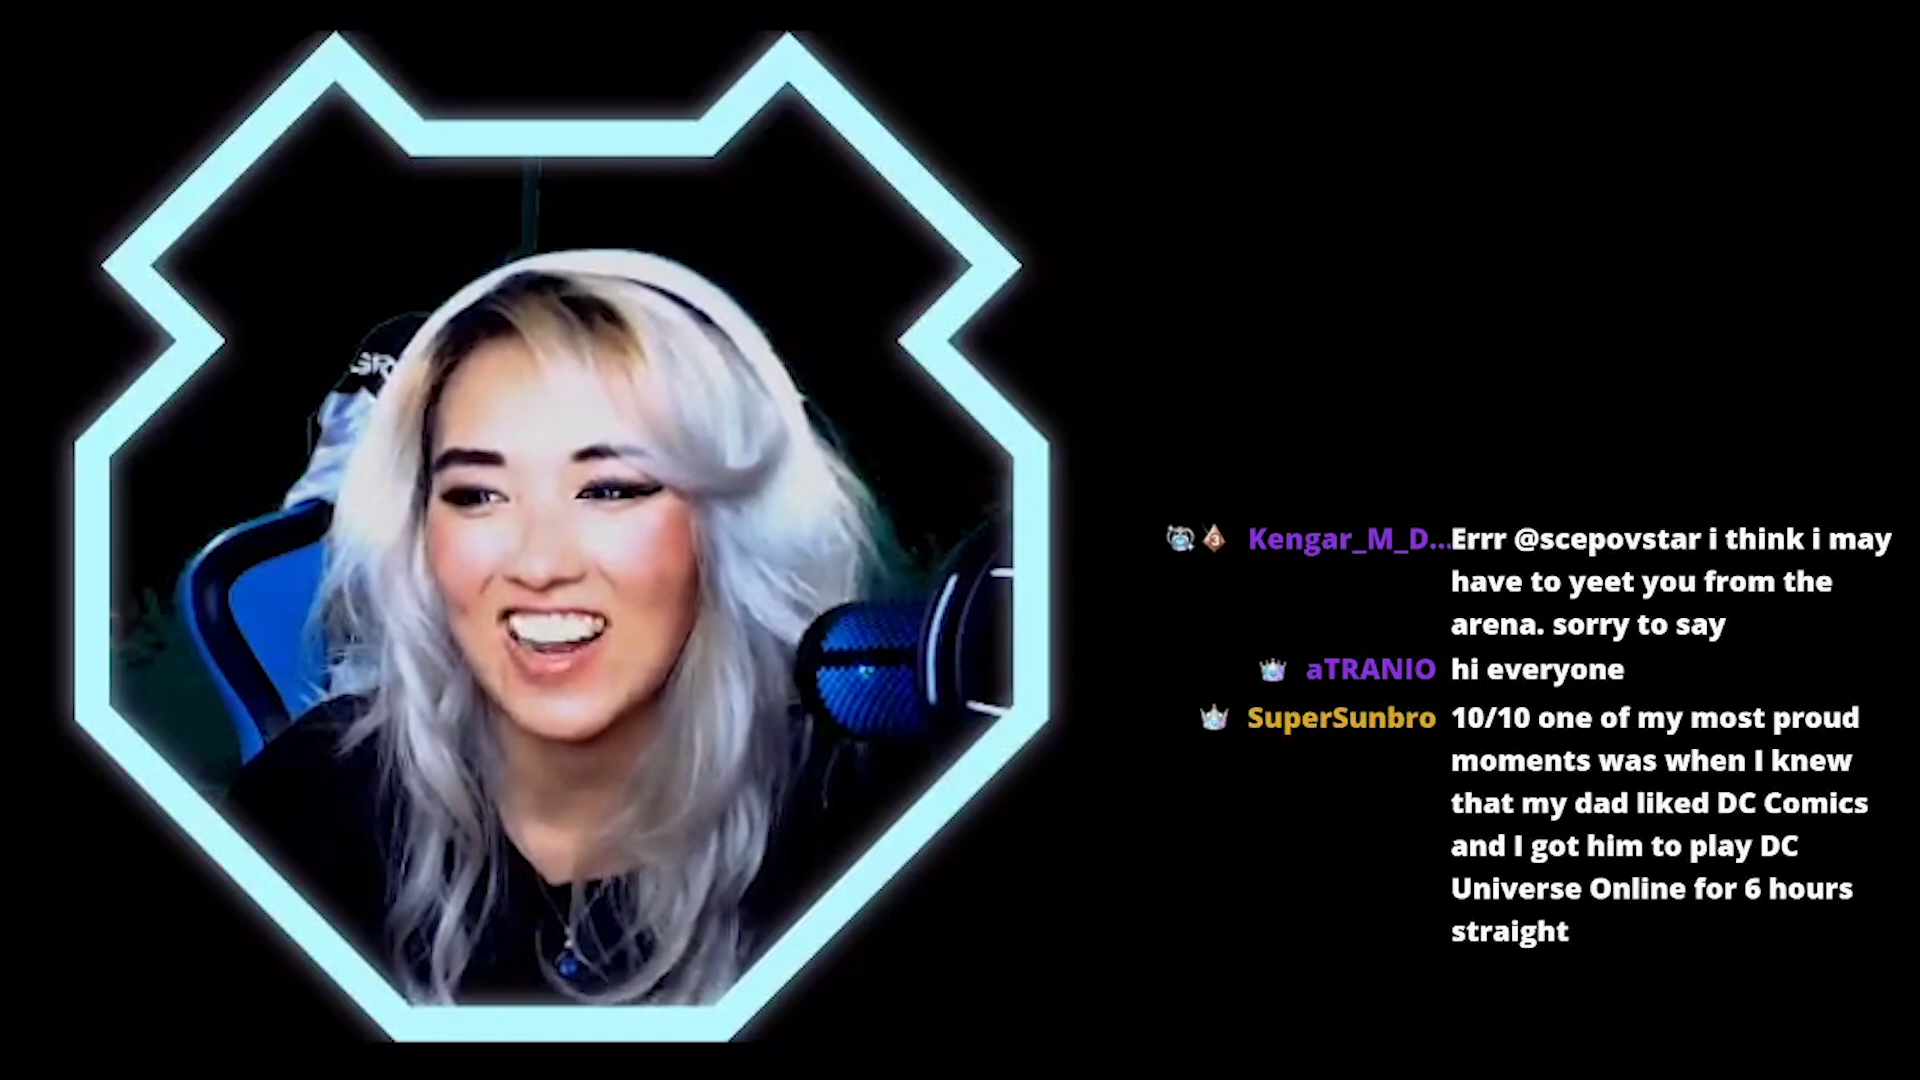 GR
Kengar_M_D... Errr @scepovstar i think i may
have to yeet you from the
arena. sorry to say
aTRANIO hi everyone
SuperSunbro 10/10 one of my most proud
moments was when I knew
that my dad liked DC Comics
and I got him to play DC
Universe Online for 6 hours
straight